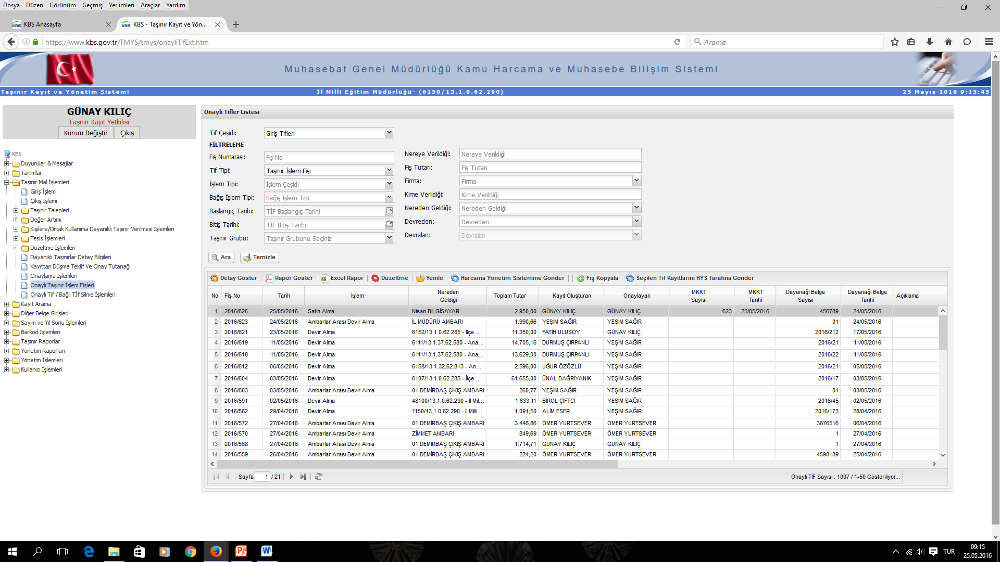 Dosya Düzen Görünüm Geçmiş Yer imleri Araçlar Yardım
KBS Anasayfa
KBS - Taşınır Kayıt ve Yön...
https://www.kbs.gov.tr/TMYS/tmys/onayliTifExt.htm
Arama
Muhasebat Genel Müdürlüğü Kamu Harcama ve Muhasebe Bilişim Sistemi
Taşınır Kayıt ve Yönetim Sistemi
İl Milli Eğitim Müdürlüğü- (6150/13.1.0.62.290)
25 Mayıs 2016 9:15:45
GÜNAY KILIÇ
Taşınır Kayıt Yetkilisi
Kurum Değiştir Çıkış
KBS
Duyurular & Mesajlar
Tanımlar
Taşınır Mal İşlemleri
Giriş İşlemi
Çıkış İşlemi
Taşınır Talepleri
Değer Artımı
Kişilere/Ortak Kullanıma Dayanıklı Taşınır Verilmesi İşlemleri
Tesis İşlemleri
Düzeltme İşlemleri
Dayanıklı Taşınırlar Detay Bilgileri
Kayıttan Düşme Teklif Ve Onay Tutanağı
Onaylama İşlemleri
Onaylı Taşınır İşlem Fişleri
Onaylı Tif / Bağlı Tİf Silme İşlemleri
Kayıt Arama
Diğer Belge Girişleri
Sayım ve Yıl Sonu İşlemleri
Barkod İşlemleri
Taşınır Raporlar
Yönetim Raporları
Yönetim İşlemleri
Kullanıcı İşlemleri
Onaylı Tifler Listesi
Tif Çeşidi: Giriş Tifleri
FİLTRELEME
Fiş Numarası: Fiş No
Tif Tipi: Taşınır İşlem Fişi
İşlem Tipi: İşlem Çeşidi
Bağış İşlem Tipi: Bağış İşlem Tipi
Başlangıç Tarihi: TİF Başlangıç Tarihi
Bitiş Tarihi: TİF Bitiş Tarihi
Taşınır Grubu: Taşınır Grubunu Seçiniz
Nereye Verildiği: Nereye Verildiği
Fiş Tutarı: Fiş Tutarı
Firma: Firma
Kime Verildiği: Kime Verildiği
Nereden Geldiği: Nereden Geldiği
Devreden: Devreden
Devralan: Devralan
Ara Temizle
Detay Göster Rapor Göster Excel Rapor Düzeltme Yenile Harcama Yönetim Sistemine Gönder Fiş Kopyala Seçilen Tif Kayıtlarını HYS Tarafına Gönder
No Fiş No Tarih İşlem Nereden Geldiği Toplam Tutar Kayıt Oluşturan Onaylayan MKKT Sayısı MKKT Tarihi Dayanağı Belge Sayısı Dayanağı Belge Tarihi Açıklama
1 2016/626 25/05/2016 Satın Alma Nisan BİLGİSAYAR 2.950,00 GÜNAY KILIÇ GÜNAY KILIÇ 623 25/05/2016 456789 24/05/2016
2 2016/623 24/05/2016 Ambarlar Arası Devir Alma İL MÜDÜRÜ AMBARI 1.990,66 YEŞİM SAĞIR YEŞİM SAĞIR 01 24/05/2016
3 2016/621 23/05/2016 Devir Alma 6152/13.1.0.62.285 - İlçe ... 11.350,00 FATİH ULUSOY GÜNAY KILIÇ 2016/212 17/05/2016
4 2016/619 11/05/2016 Devir Alma 6111/13.1.37.62.580 - Ana... 14.705,16 DURMUŞ ÇIRPANLI YEŞİM SAĞIR 2016/21 11/05/2016
5 2016/618 11/05/2016 Devir Alma 6111/13.1.37.62.580 - Ana... 13.629,00 DURMUŞ ÇIRPANLI YEŞİM SAĞIR 2016/22 11/05/2016
6 2016/612 06/05/2016 Devir Alma 6158/13.1.32.62.813 - An... 2.596,00 UĞUR ÖZÖZLÜ YEŞİM SAĞIR 2016/21 05/05/2016
7 2016/604 03/05/2016 Devir Alma 6107/13.1.0.62.285 - İlçe ... 61.655,00 ÜNAL BAĞRIYANIK YEŞİM SAĞIR 2016/17 03/05/2016
8 2016/603 03/05/2016 Ambarlar Arası Devir Alma 01 DEMİRBAŞ ÇIKIŞ AMBARI 260,77 YEŞİM SAĞIR YEŞİM SAĞIR 01 03/05/2016
9 2016/591 02/05/2016 Devir Alma 48100/13.1.0.62.290 - İl Mil... 1.633,11 BİROL ÇİFTCİ YEŞİM SAĞIR 2016/45 02/05/2016
10 2016/582 29/04/2016 Devir Alma 1150/13.1.0.62.290 - İl Milli ... 1.091,50 ALİM ESER YEŞİM SAĞIR 2016/173 28/04/2016
11 2016/572 27/04/2016 Ambarlar Arası Devir Alma 01 DEMİRBAŞ ÇIKIŞ AMBARI 3.446,86 ÖMER YURTSEVER ÖMER YURTSEVER 3876516 06/04/2016
12 2016/570 27/04/2016 Ambarlar Arası Devir Alma ZİMMET AMBARI 849,69 ÖMER YURTSEVER ÖMER YURTSEVER 1 27/04/2016
13 2016/568 27/04/2016 Ambarlar Arası Devir Alma 01 DEMİRBAŞ ÇIKIŞ AMBARI 1.714,71 GÜNAY KILIÇ GÜNAY KILIÇ 1 27/04/2016
14 2016/559 26/04/2016 Ambarlar Arası Devir Alma 01 DEMİRBAŞ ÇIKIŞ AMBARI 224,20 ÖMER YURTSEVER ÖMER YURTSEVER 4598139 25/04/2016
Sayfa 1 / 21
Onaylı TİF Sayısı : 1007 / 1-50 Gösteriliyor...
TUR
09:15
25.05.2016